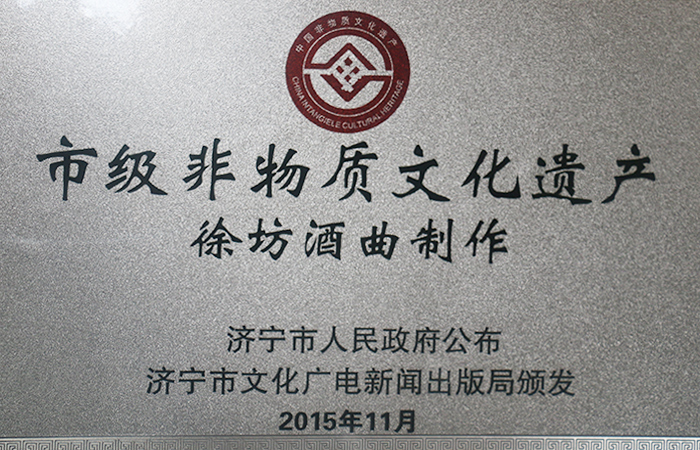 中国非物质文化遗产
CHINA INTANGIELE CULTURAL HERITAGE
市级非物质文化遗产
徐坊酒曲制作
济宁市人民政府公布
济宁市文化广电新闻出版局颁发
2015年11月